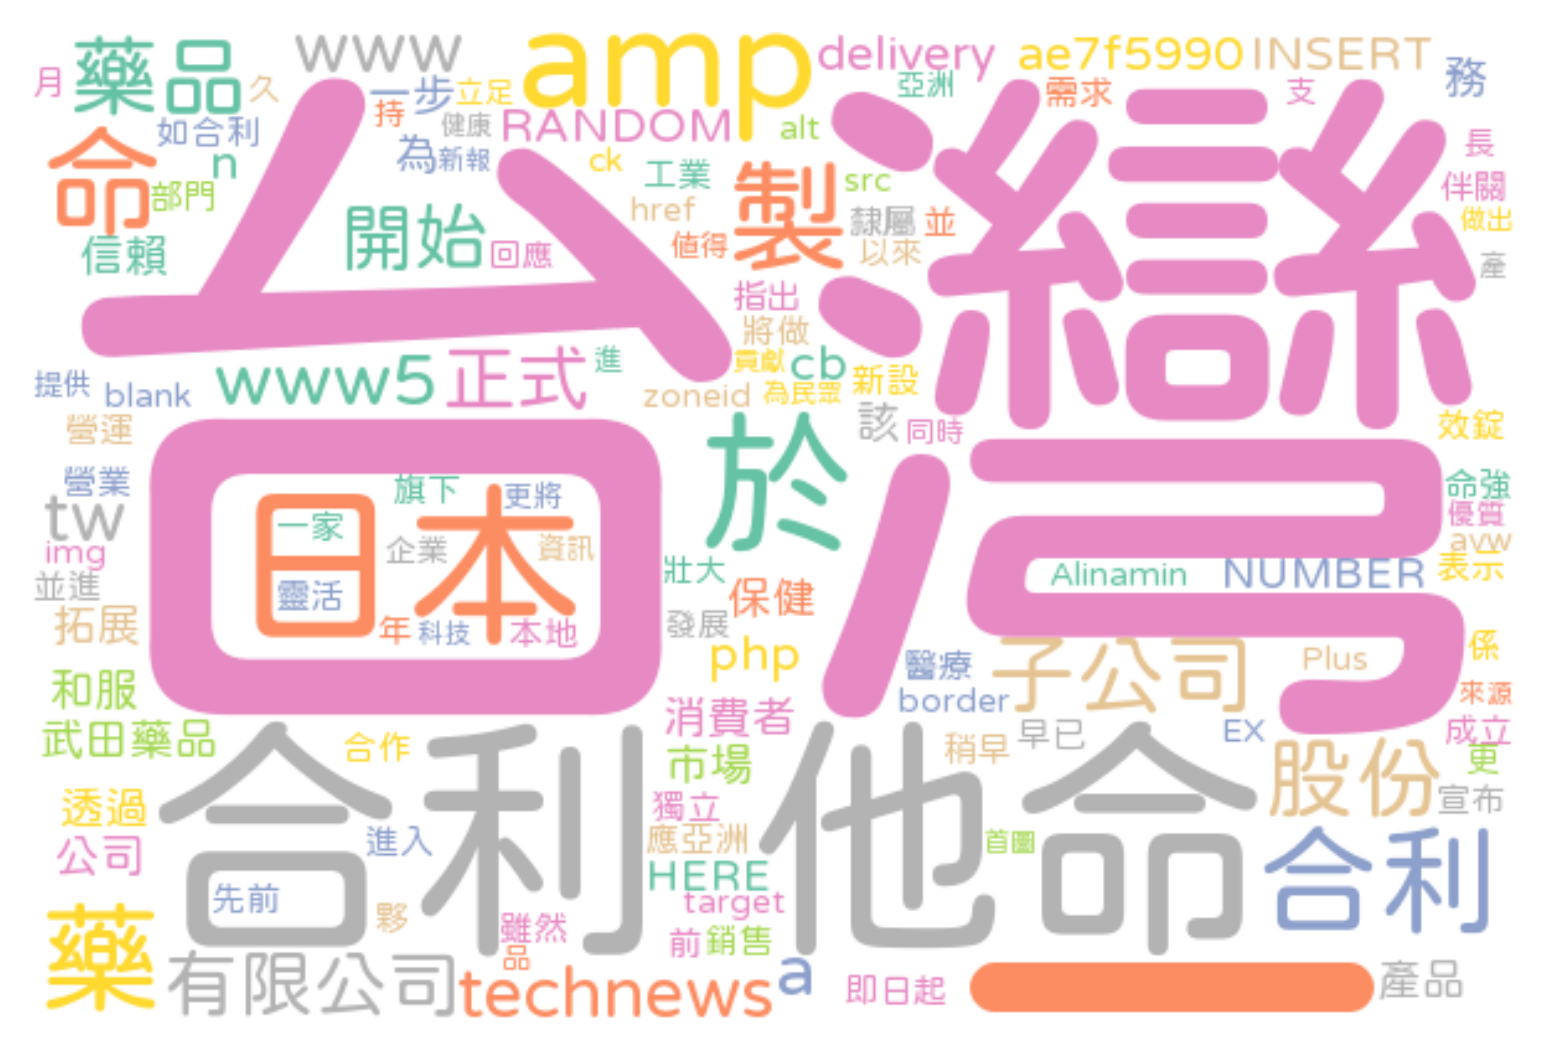 www
amp
delivery
ae7f5990
INSERT
月
藥品
久
一步
立足
亞洲
需求
支
務
持
如合利
健康
RANDOM
alt
台灣
長
命
n
為
新報
ck
工業
製
src
伴關
部門
href
隸屬
並
做出
信賴
開始
回應
值得
以來
產
指出
將做
提供
blank
www5
正式
進
貢獻
cb
zoneid
為民眾
新設
營運
於
該
同時
效錠
營業
旗下
更將
命強
tw
日本
一家
優質
img
企業
資訊
avw
並進
靈活
壯大
保健
Alinamin
NUMBER
表示
拓展
年
科技
本地
發展
php
醫療
子公司
Plus
係
和服
border
來源
武田藥品
合作
消費者
早已
EX
成立
合利他命
市場
稍早
股份
更
透過
獨立
宣布
公司
進入
應亞洲
首圖
合利
HERE
先前
target
藥
夥
雖然
前
銷售
有限公司
品
technews
a
即日起
產品